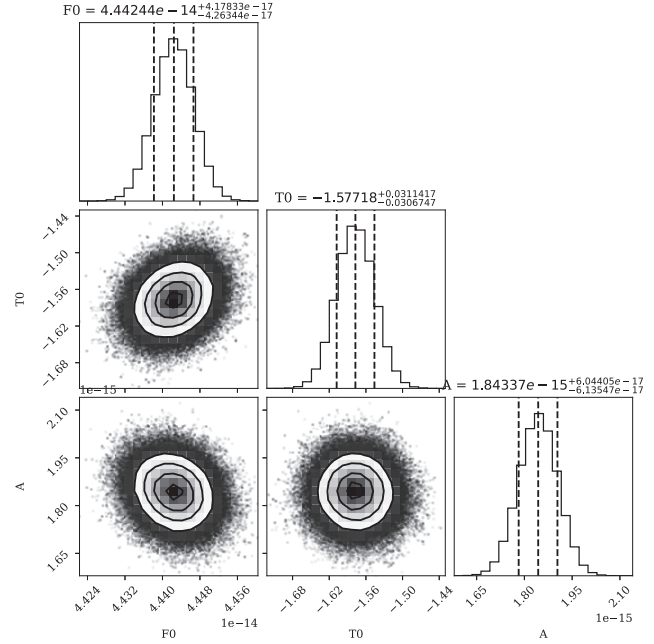 F0 = 4.44244e − 14+4.17833e−17−4.26344e−17
T0 = −1.57718+0.0311417−0.0306747
−1.44
−1.50
−1.56
−1.62
−1.68
T0
1e−15
A = 1.84337e − 15+6.04405e−17−6.13547e−17
2.10
1.95
1.80
1.65
A
4.424 4.432 4.440 4.448 4.456
1e−14
F0
−1.68 −1.62 −1.56 −1.50 −1.44
T0
1.65 1.80 1.95 2.10
1e−15
A